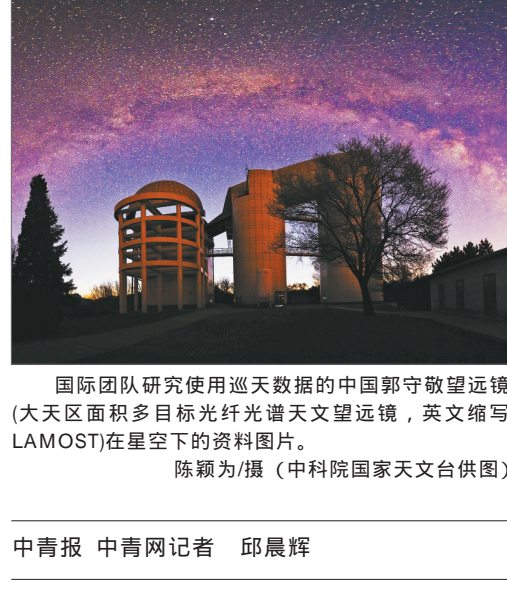 国际团队研究使用巡天数据的中国郭守敬望远镜
(大天区面积多目标光纤光谱天文望远镜，英文缩写
LAMOST)在星空下的资料图片。
陈颖为/摄（中科院国家天文台供图）
中青报 中青网记者 邱晨辉